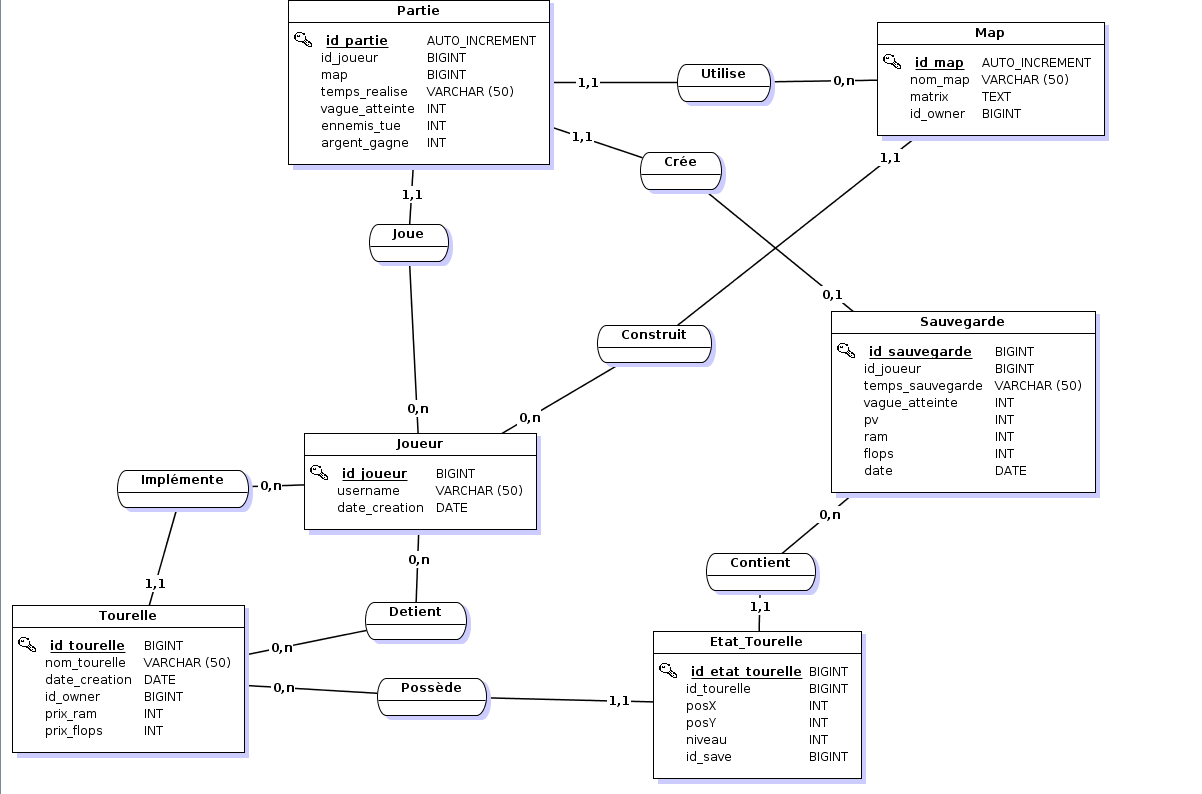 Partie
id_partie AUTO_INCREMENT
id_joueur BIGINT
map BIGINT
temps_realise VARCHAR (50)
vague_atteinte INT
ennemis_tue INT
argent_gagne INT
Map
id_map AUTO_INCREMENT
nom_map VARCHAR (50)
matrix TEXT
id_owner BIGINT
1,1
Utilise
0,n
1,1
Crée
0,1
1,1
1,1
Joue
0,n
Construit
0,n
Sauvegarde
id_sauvegarde BIGINT
id_joueur BIGINT
temps_sauvegarde VARCHAR (50)
vague_atteinte INT
pv INT
ram INT
flops INT
date DATE
Joueur
id_joueur BIGINT
username VARCHAR (50)
date_creation DATE
Implémente
0,n
1,1
0,n
Detient
0,n
0,n
Contient
1,1
Tourelle
id_tourelle BIGINT
nom_tourelle VARCHAR (50)
date_creation DATE
id_owner BIGINT
prix_ram INT
prix_flops INT
0,n
Possède
1,1
Etat_Tourelle
id_etat_tourelle BIGINT
id_tourelle BIGINT
posX INT
posY INT
niveau INT
id_save BIGINT